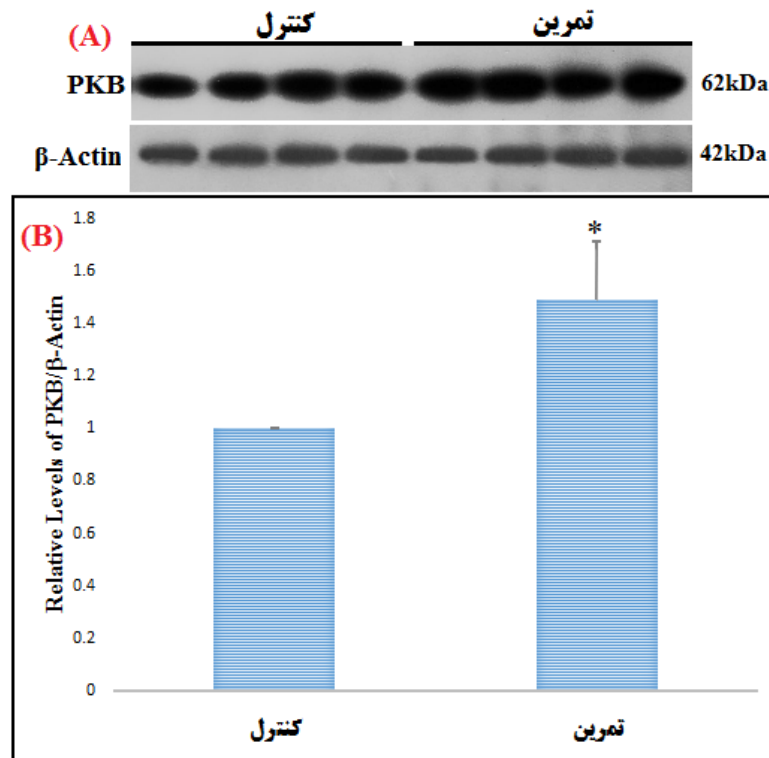 (A)
کنترل
تمرین
PKB
62kDa
β-Actin
42kDa
(B)
Relative Levels of PKB/β-Actin
1.8
1.6
1.4
1.2
1
0.8
0.6
0.4
0.2
0
*
کنترل
تمرین